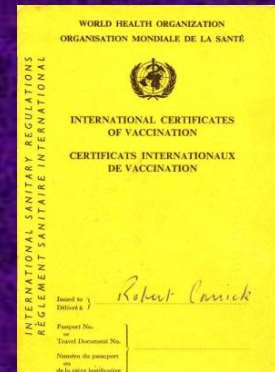 WORLD HEALTH ORGANIZATION
ORGANISATION MONDIALE DE LA SANTÉ
INTERNATIONAL SANITARY REGULATIONS
RÈGLEMENT SANITAIRE INTERNATIONAL
INTERNATIONAL CERTIFICATES
OF VACCINATION
CERTIFICATS INTERNATIONAUX
DE VACCINATION
Issued to
Délivré à
Robert
Passport No.
or
Travel Document No.
Numéro du passeport
ou
de la pièce justificative